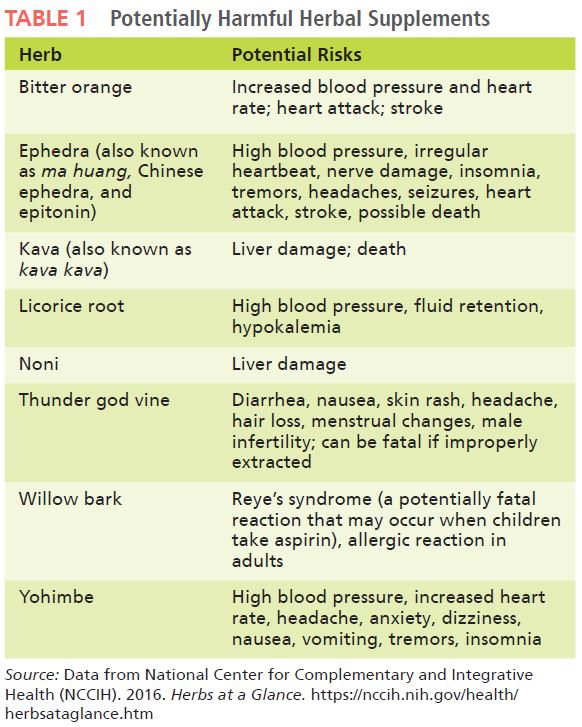 TABLE 1 Potentially Harmful Herbal Supplements
Herb Potential Risks
Bitter orange Increased blood pressure and heart
rate; heart attack; stroke
Ephedra (also known High blood pressure, irregular
as ma huang, Chinese heartbeat, nerve damage, insomnia,
ephedra, and tremors, headaches, seizures, heart
epitonin) attack, stroke, possible death
Kava (also known as Liver damage; death
kava kava)
Licorice root High blood pressure, fluid retention,
hypokalemia
Noni Liver damage
Thunder god vine Diarrhea, nausea, skin rash, headache,
hair loss, menstrual changes, male
infertility; can be fatal if improperly
extracted
Willow bark Reye’s syndrome (a potentially fatal
reaction that may occur when children
take aspirin), allergic reaction in
adults
Yohimbe High blood pressure, increased heart
rate, headache, anxiety, dizziness,
nausea, vomiting, tremors, insomnia
Source: Data from National Center for Complementary and Integrative
Health (NCCIH). 2016. Herbs at a Glance. https://nccih.nih.gov/health/
herbsataglance.htm